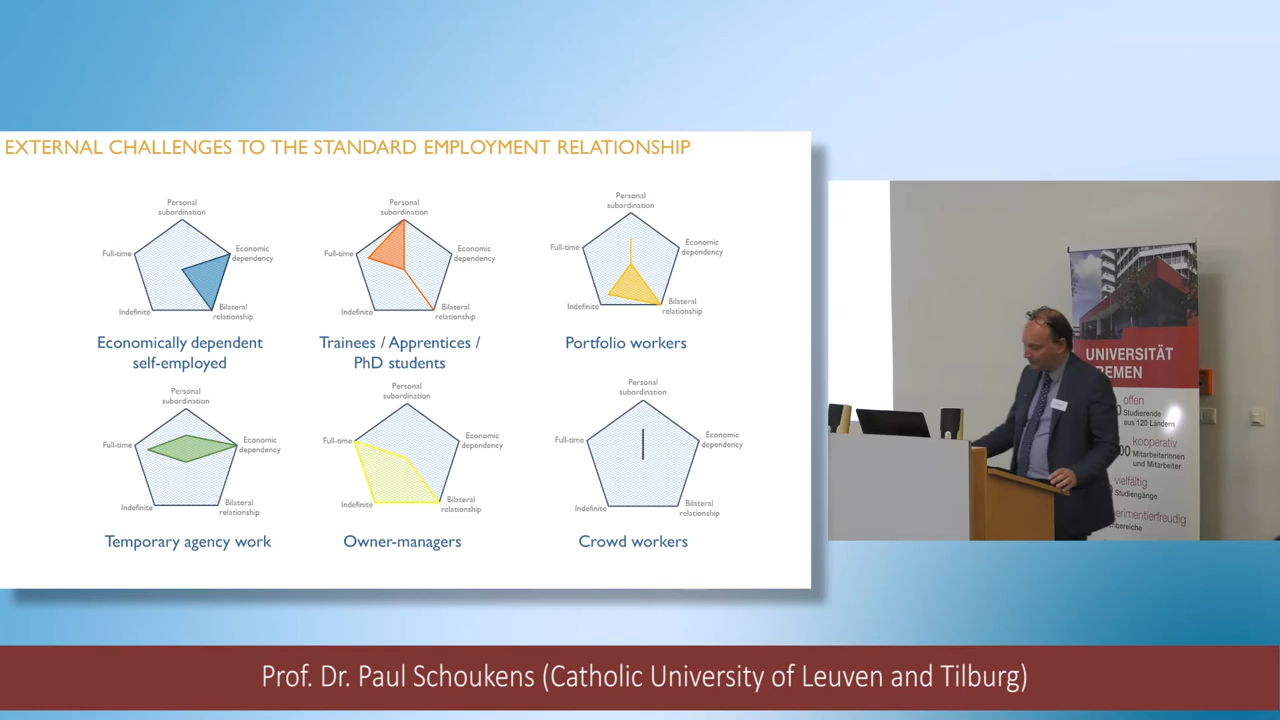 EXTERNAL CHALLENGES TO THE STANDARD EMPLOYMENT RELATIONSHIP
Personal
subordination
Full-time
Economic
dependency
Indefinite
Bilateral
relationship
Economically dependent
self-employed
Personal
subordination
Full-time
Economic
dependency
Indefinite
Bilateral
relationship
Trainees / Apprentices /
PhD students
Personal
subordination
Full-time
Economic
dependency
Indefinite
Bilateral
relationship
Portfolio workers
Personal
subordination
Full-time
Economic
dependency
Indefinite
Bilateral
relationship
Temporary agency work
Personal
subordination
Full-time
Economic
dependency
Indefinite
Bilateral
relationship
Owner-managers
Personal
subordination
Full-time
Economic
dependency
Indefinite
Bilateral
relationship
Crowd workers
UNIVERSITÄT
REMEN
offen
Studierende
aus 120 Ländern
kooperativ
Mitarbeiterinnen
und Mitarbeiter
vielfältig
Studiengänge
Prof. Dr. Paul Schoukens (Catholic University of Leuven and Tilburg)